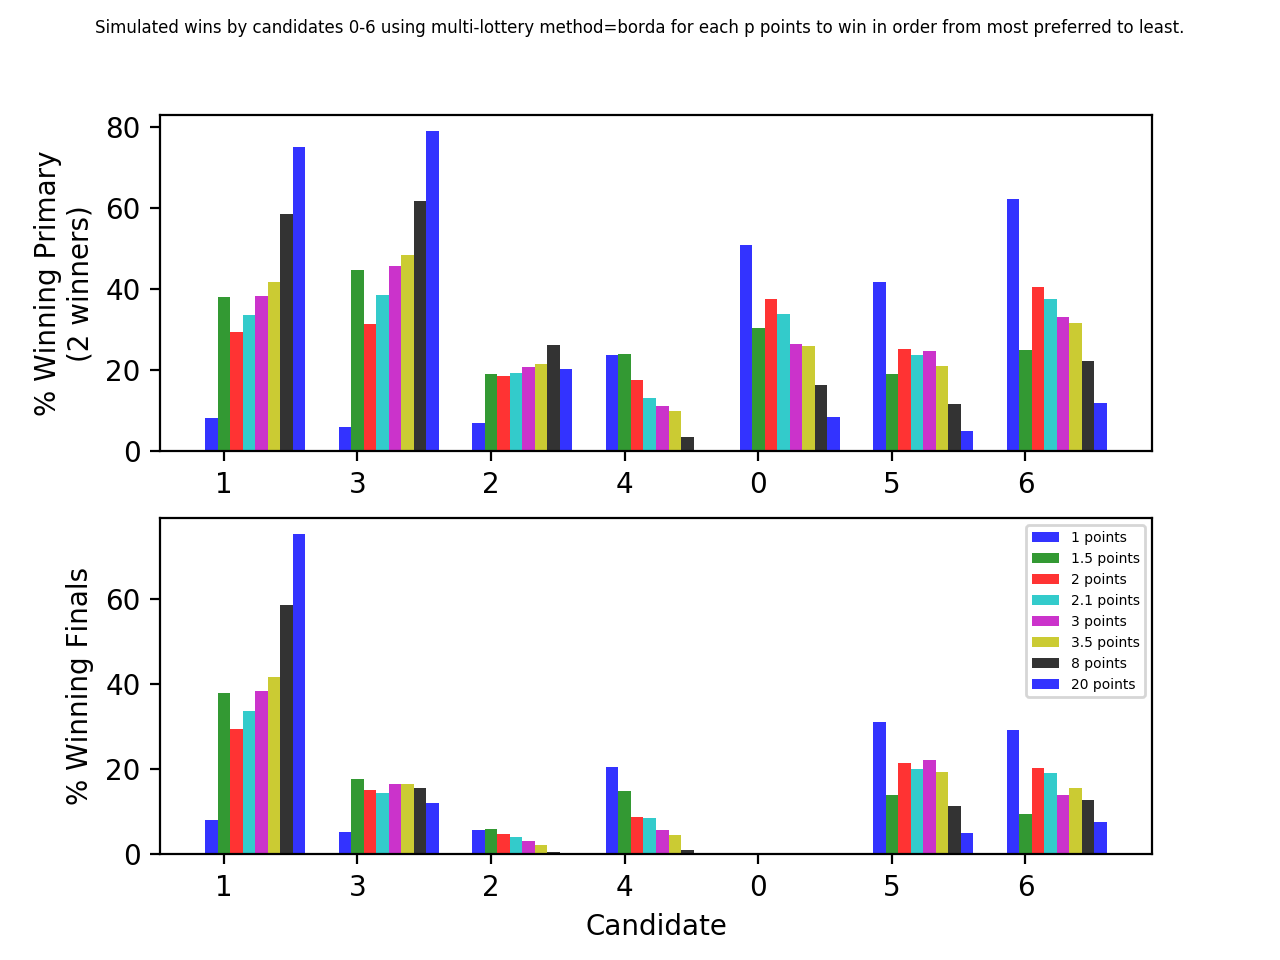 Simulated wins by candidates 0-6 using multi-lottery method=borda for each p points to win in order from most preferred to least.
% Winning Primary
(2 winners)
80
60
40
20
0
1 3 2 4 0 5 6
% Winning Finals
60
40
20
0
1 points
1.5 points
2 points
2.1 points
3 points
3.5 points
8 points
20 points
1 3 2 4 0 5 6
Candidate